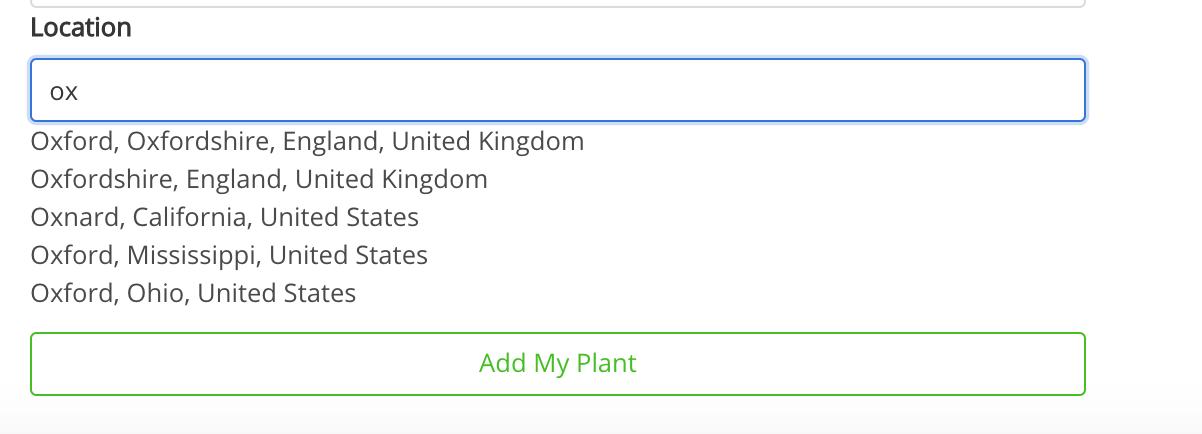 Location
ox
Oxford, Oxfordshire, England, United Kingdom
Oxfordshire, England, United Kingdom
Oxnard, California, United States
Oxford, Mississippi, United States
Oxford, Ohio, United States
Add My Plant